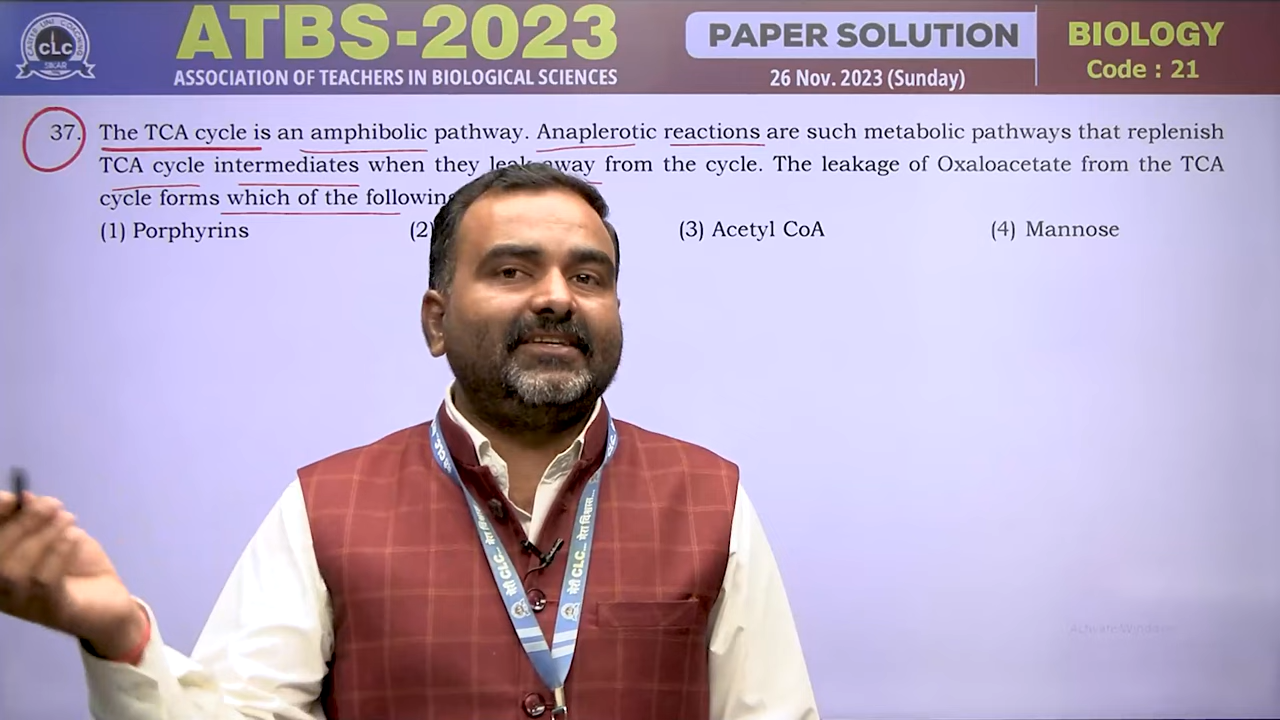 ATBS-2023
ASSOCIATION OF TEACHERS IN BIOLOGICAL SCIENCES
PAPER SOLUTION
26 Nov. 2023 (Sunday)
BIOLOGY
Code : 21
CLC
SIKAR
37. The TCA cycle is an amphibolic pathway. Anaplerotic reactions are such metabolic pathways that replenish
TCA cycle intermediates when they leak away from the cycle. The leakage of Oxaloacetate from the TCA
cycle forms which of the following
(1) Porphyrins (2) (3) Acetyl CoA (4) Mannose
CLC...